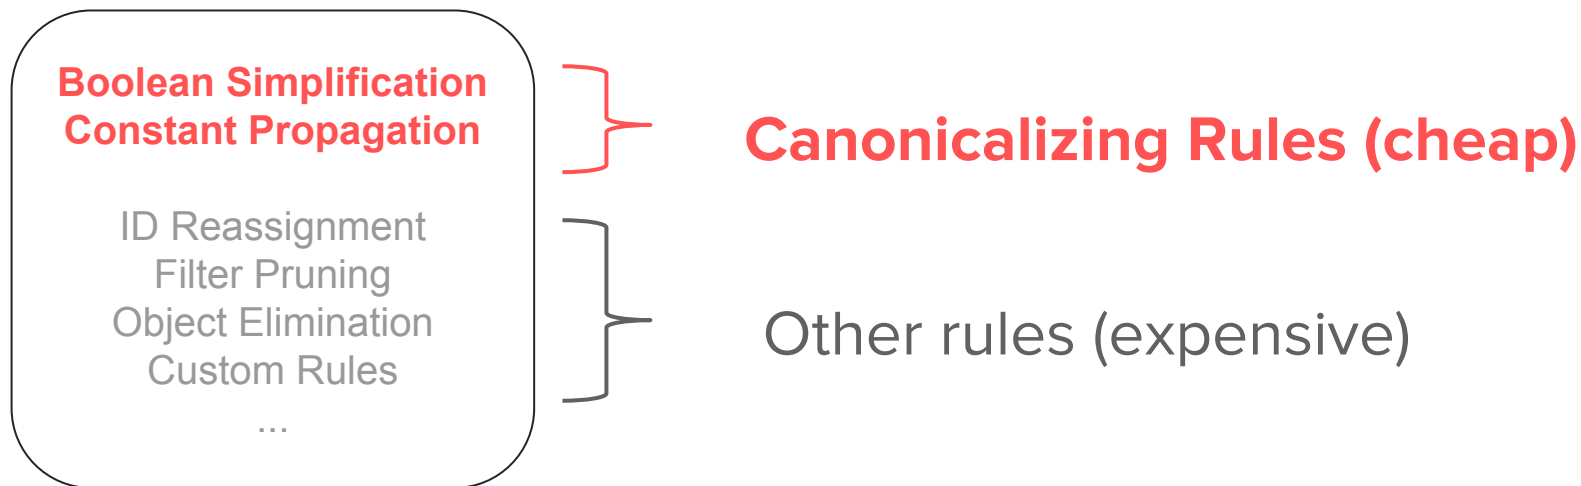 Boolean Simplification
Constant Propagation
Canonicalizing Rules (cheap)
ID Reassignment
Filter Pruning
Object Elimination
Custom Rules
...
Other rules (expensive)